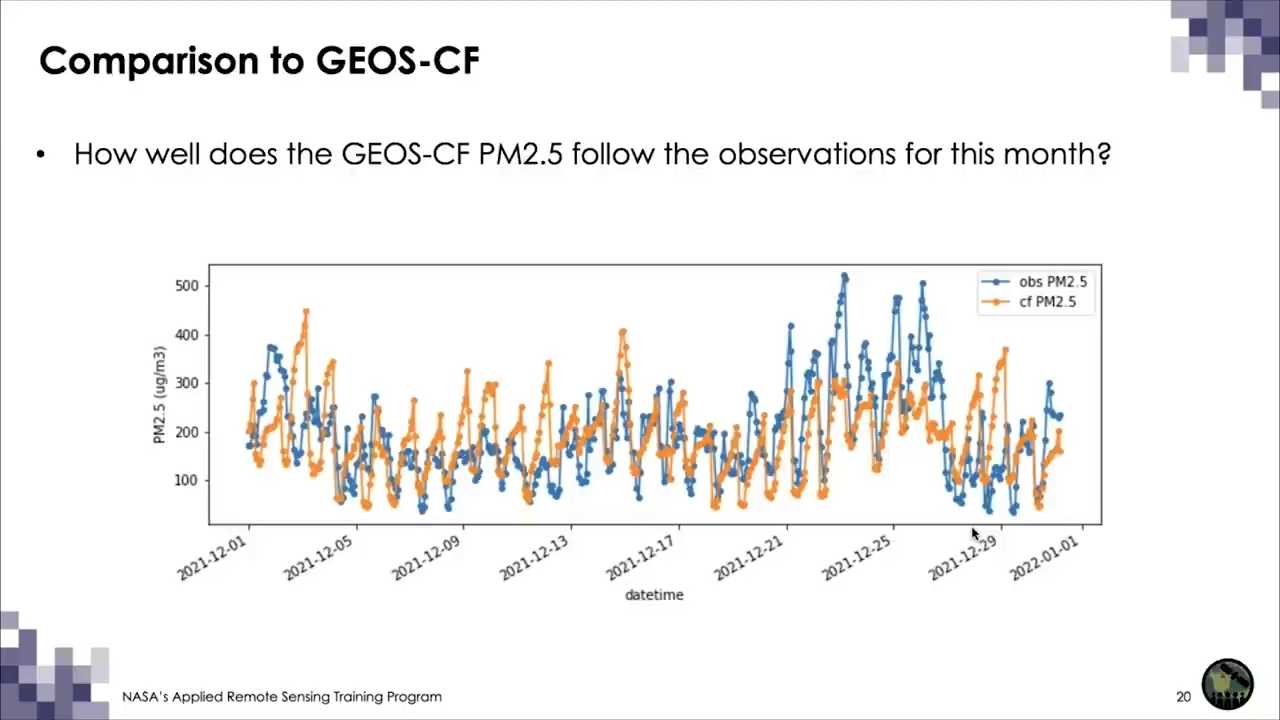 Comparison to GEOS-CF
• How well does the GEOS-CF PM2.5 follow the observations for this month?
500
400
300
200
100
PM2.5 (ug/m3)
obs PM2.5
cf PM2.5
2021-12-01
2021-12-05
2021-12-09
2021-12-13
2021-12-17
2021-12-21
2021-12-25
2021-12-29
2022-01-01
datetime
NASA's Applied Remote Sensing Training Program
20